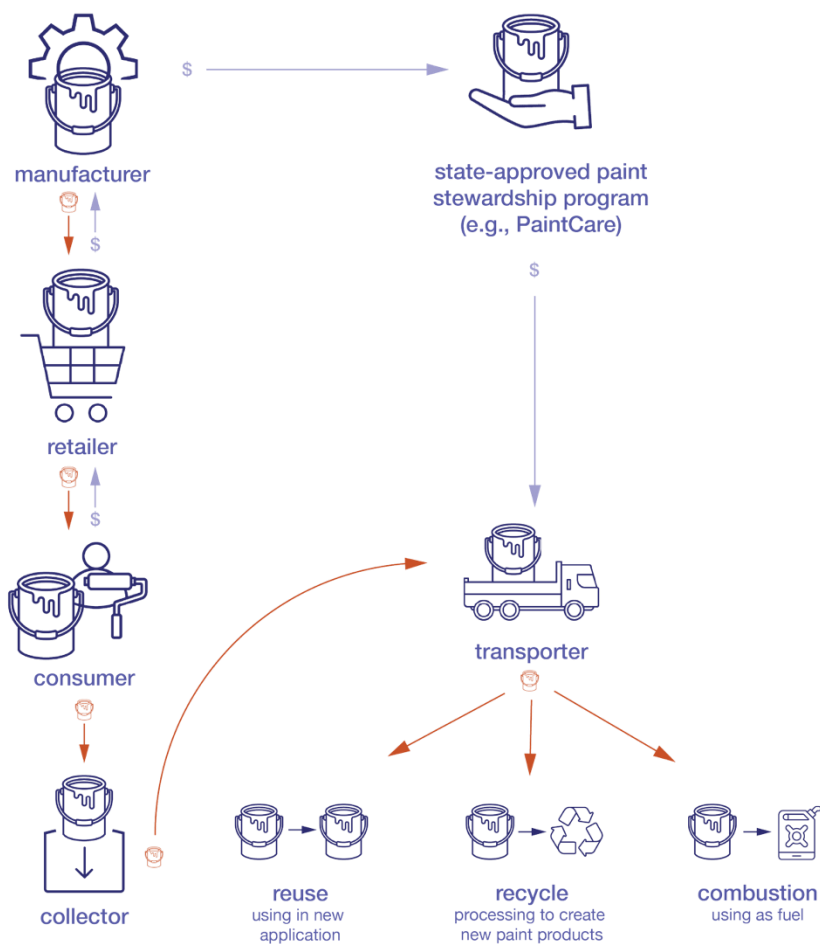 $
manufacturer
state-approved paint
stewardship program
(e.g., PaintCare)
$
$
retailer
$
consumer
transporter
collector
reuse
using in new
application
recycle
processing to create
new paint products
combustion
using as fuel